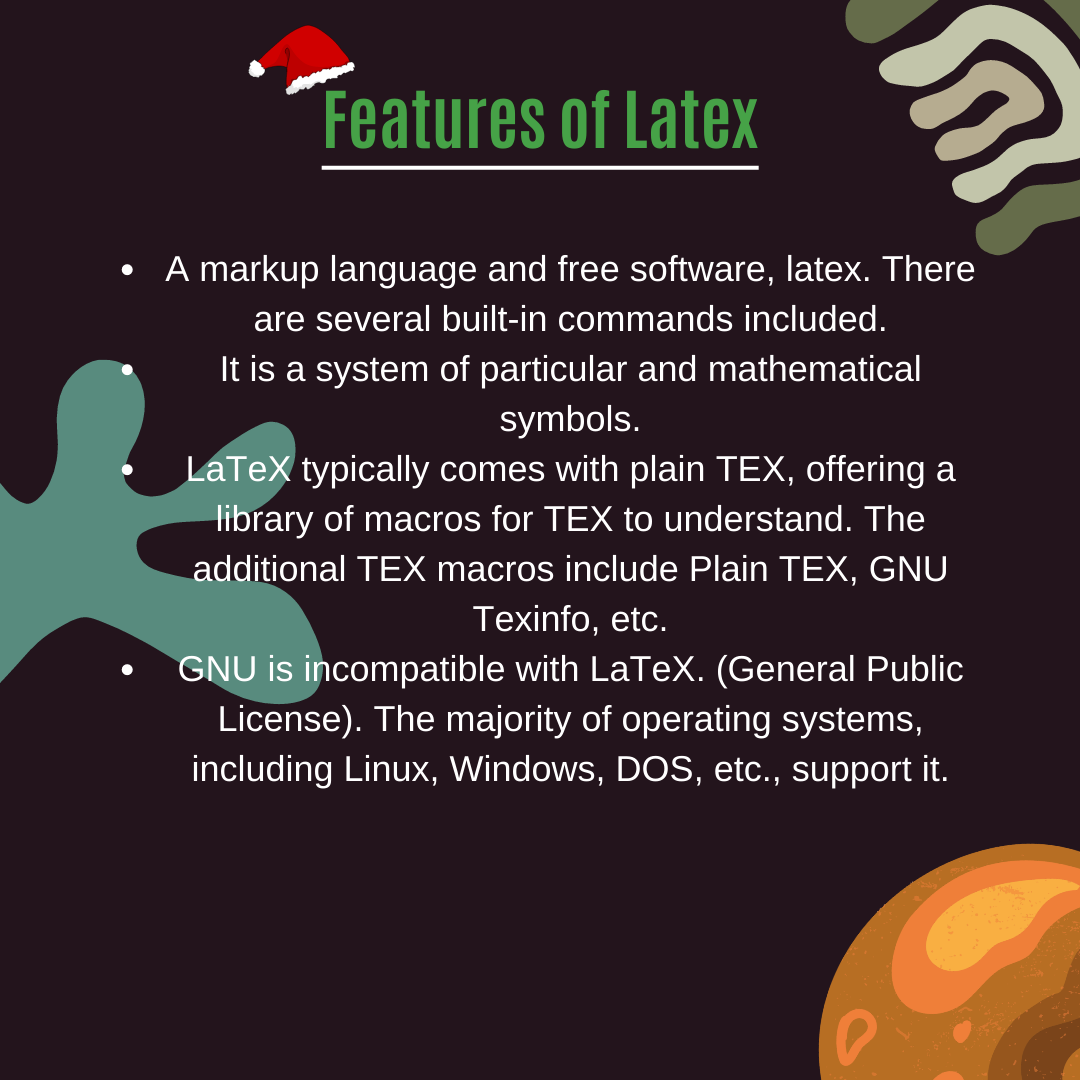 Features of Latex
• A markup language and free software, latex. There
are several built-in commands included.
• It is a system of particular and mathematical
symbols.
• LaTeX typically comes with plain TEX, offering a
library of macros for TEX to understand. The
additional TEX macros include Plain TEX, GNU
Texinfo, etc.
• GNU is incompatible with LaTeX. (General Public
License). The majority of operating systems,
including Linux, Windows, DOS, etc., support it.